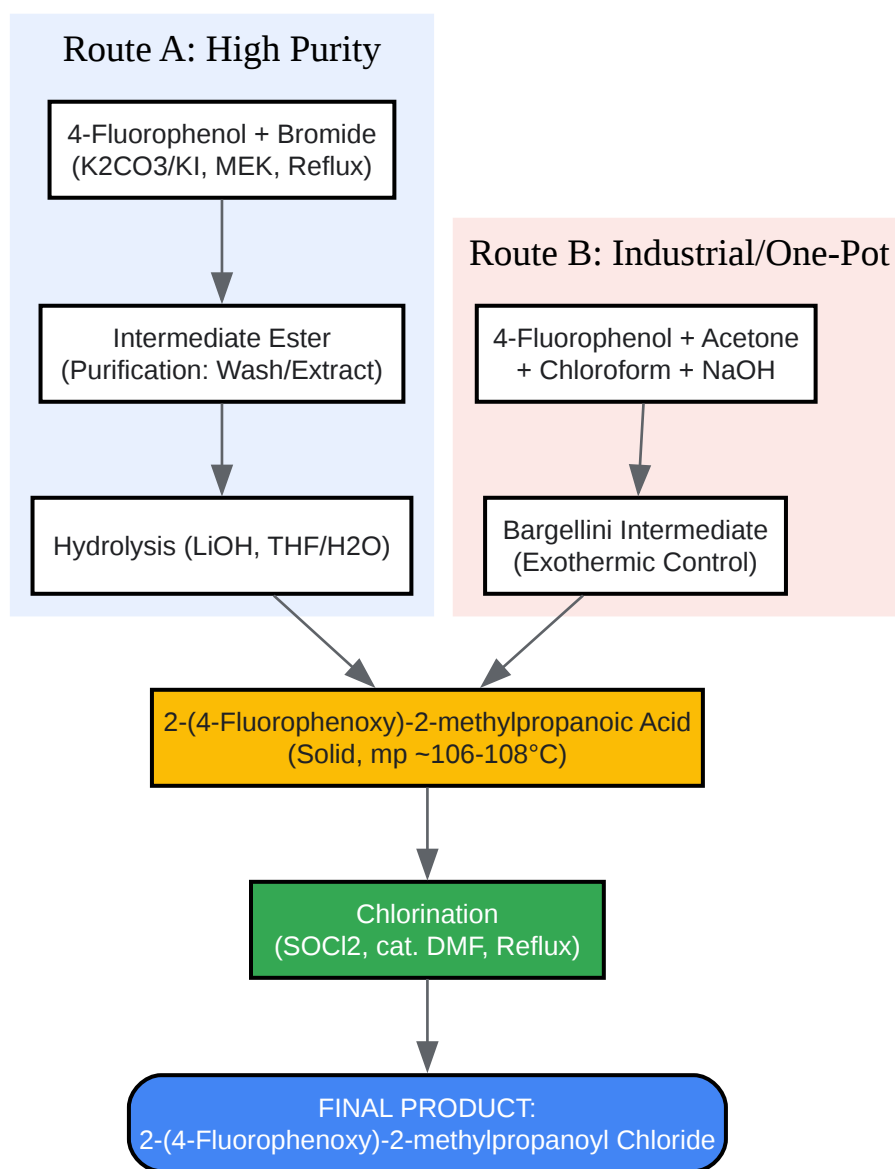 Route A: High Purity
4-Fluorophenol + Bromide
(K2CO3/KI, MEK, Reflux)
Intermediate Ester
(Purification: Wash/Extract)
Hydrolysis (LiOH, THF/H2O)
Route B: Industrial/One-Pot
4-Fluorophenol + Acetone
+ Chloroform + NaOH
Bargellini Intermediate
(Exothermic Control)
2-(4-Fluorophenoxy)-2-methylpropanoic Acid
(Solid, mp ~106-108°C)
Chlorination
(SOCl2, cat. DMF, Reflux)
FINAL PRODUCT:
2-(4-Fluorophenoxy)-2-methylpropanoyl Chloride